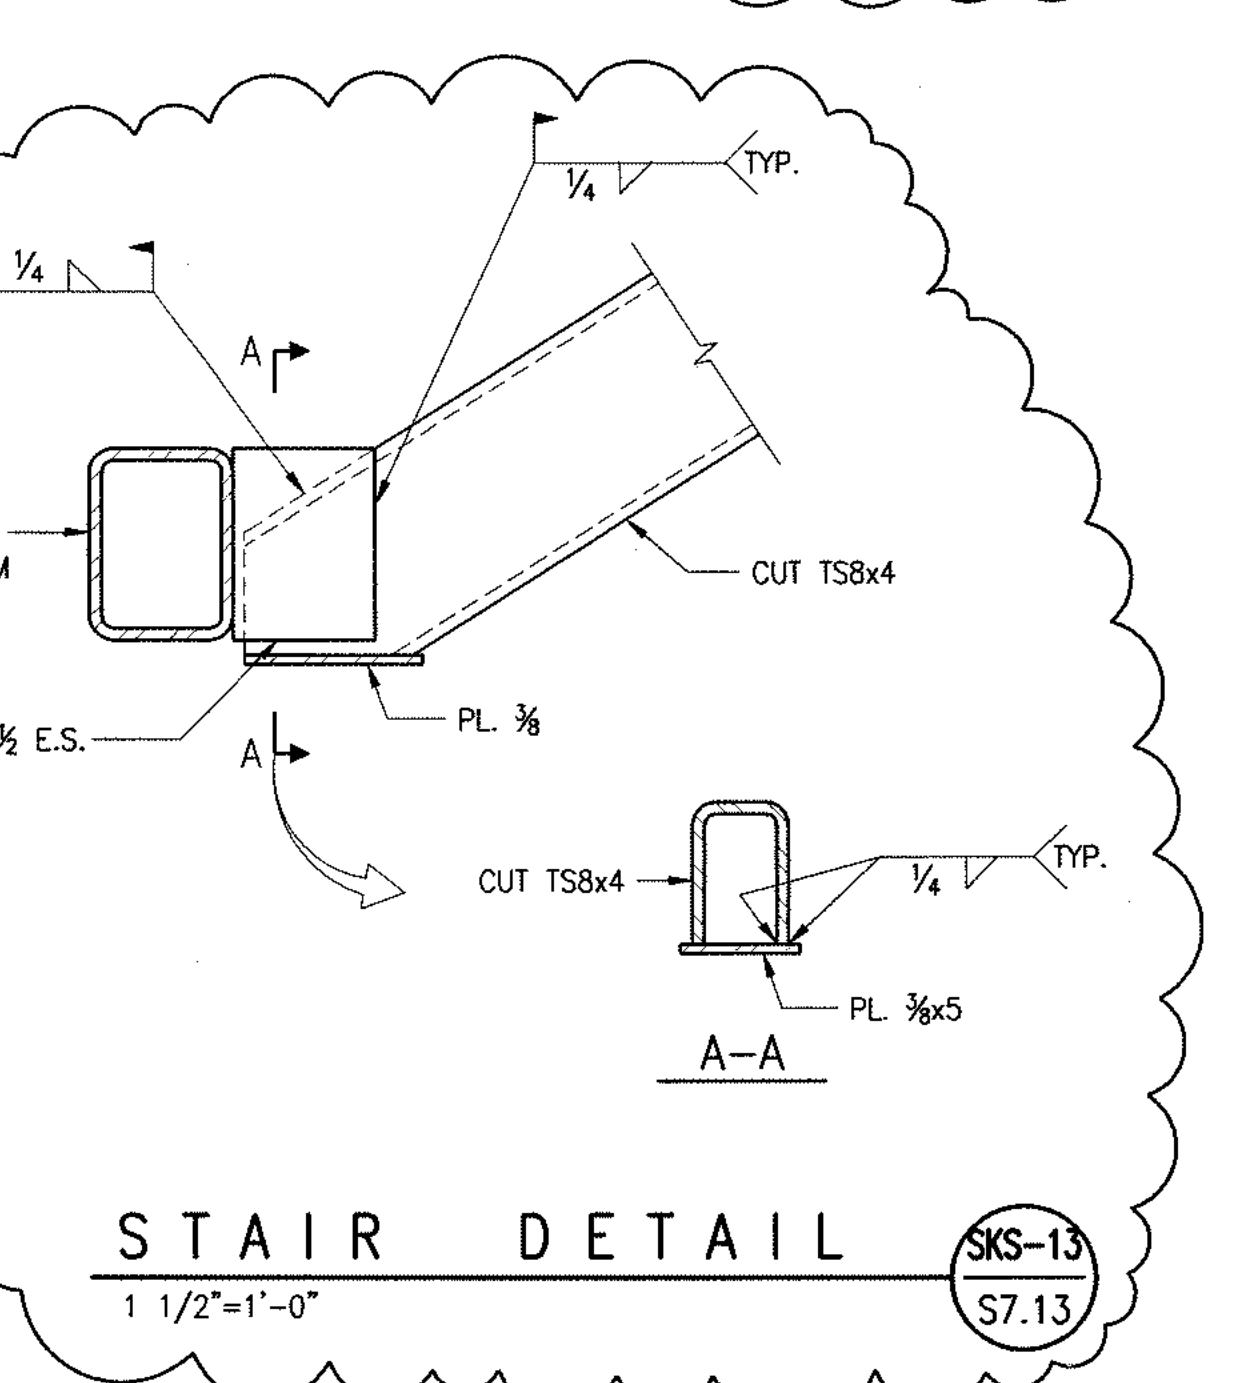 1/4 TYP.
1/4
A
CUT TS8x4
M
PL. 3/8
1/2 E.S.
A
CUT TS8x4
1/4 TYP.
PL. 3/8x5
A-A
STAIR DETAIL
1 1/2"=1'-0"
SKS-13
S7.13